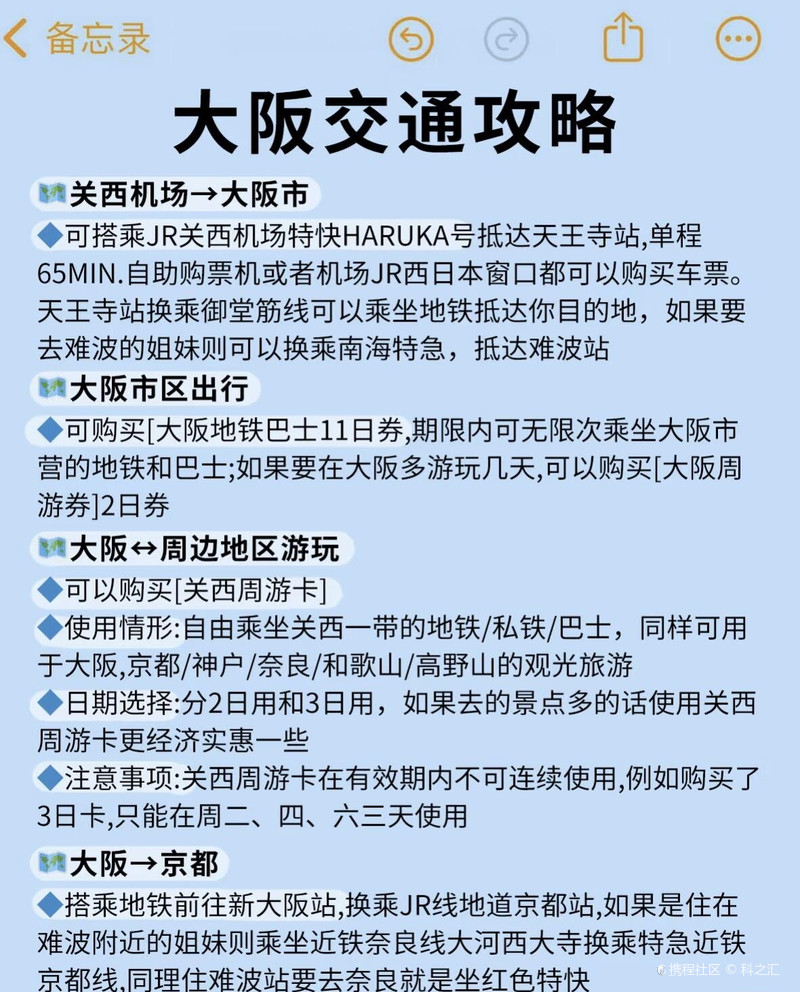 备忘录
大阪交通攻略
关西机场→大阪市
可搭乘JR关西机场特快HARUKA号抵达天王寺站,单程
65MIN.自助购票机或者机场JR西日本窗口都可以购买车票。
天王寺站换乘御堂筋线可以乘坐地铁抵达你目的地，如果要
去难波的姐妹则可以换乘南海特急，抵达难波站
大阪市区出行
可购买[大阪地铁巴士11日券,期限内可无限次乘坐大阪市
营的地铁和巴士;如果要在大阪多游玩几天,可以购买[大阪周
游券]2日券
大阪↔周边地区游玩
可以购买[关西周游卡]
使用情形:自由乘坐关西一带的地铁/私铁/巴士，同样可用
于大阪,京都/神户/奈良/和歌山/高野山的观光旅游
日期选择:分2日用和3日用，如果去的景点多的话使用关西
周游卡更经济实惠一些
注意事项:关西周游卡在有效期内不可连续使用,例如购买了
3日卡,只能在周二、四、六三天使用
大阪→京都
搭乘地铁前往新大阪站,换乘JR线地道京都站,如果是住在
难波附近的姐妹则乘坐近铁奈良线大河西大寺换乘特急近铁
京都线,同理住难波站要去奈良就是坐红色特快
携程社区 © 科之汇